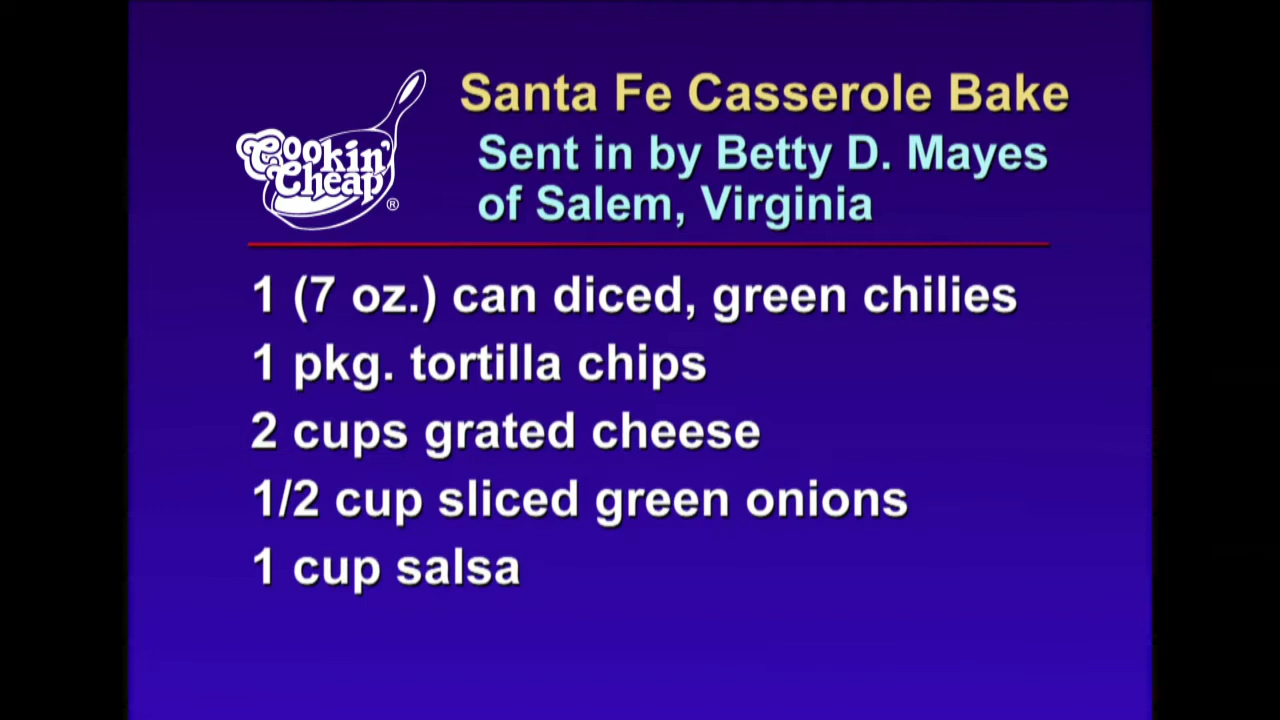 Cookin'
Cheap
®
Santa Fe Casserole Bake
Sent in by Betty D. Mayes
of Salem, Virginia
1 (7 oz.) can diced, green chilies
1 pkg. tortilla chips
2 cups grated cheese
1/2 cup sliced green onions
1 cup salsa